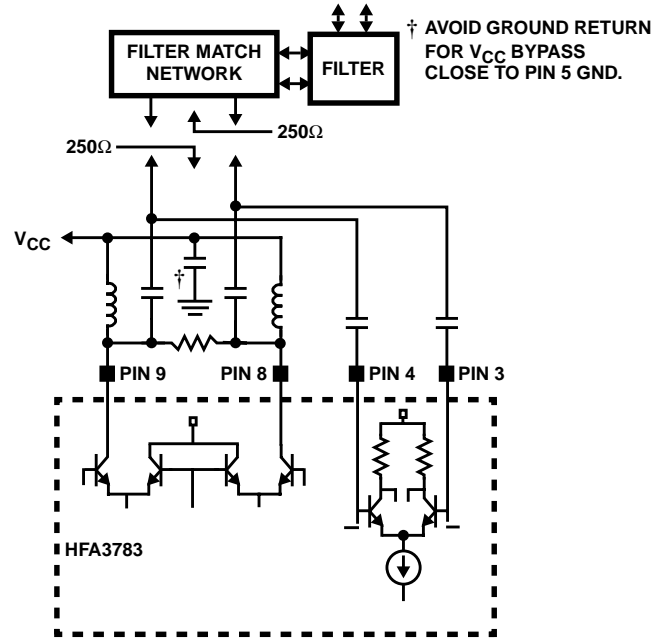 † AVOID GROUND RETURN
FOR VCC BYPASS
CLOSE TO PIN 5 GND.
FILTER MATCH
NETWORK
FILTER
250Ω
250Ω
VCC
†
PIN 9
PIN 8
PIN 4
PIN 3
HFA3783